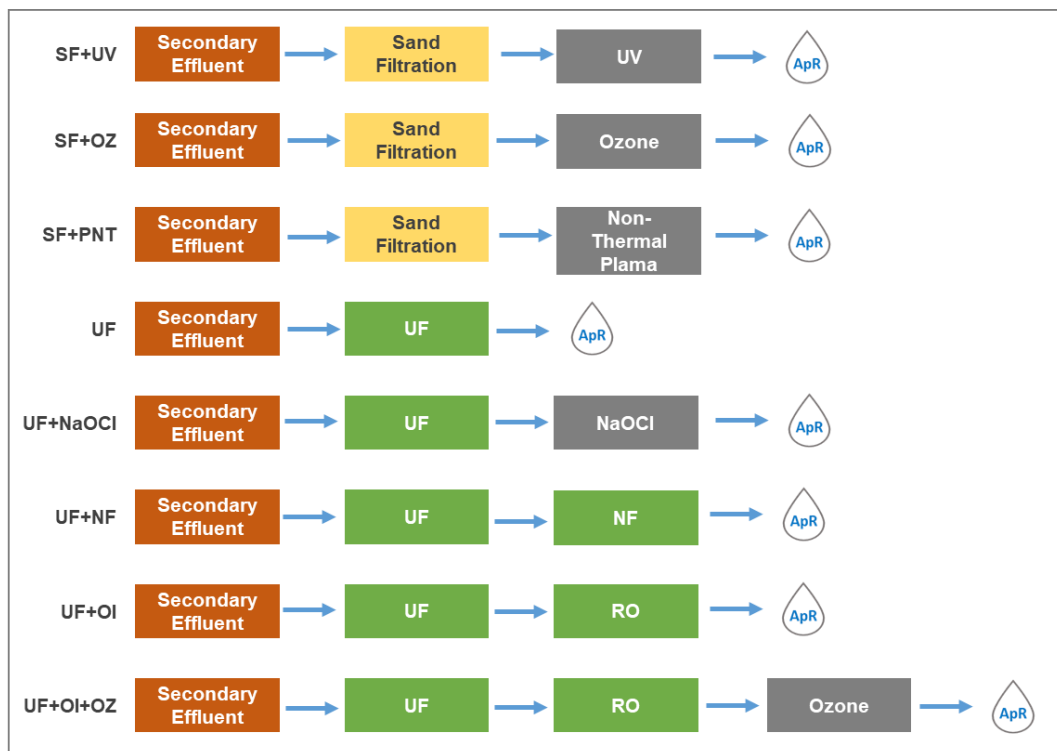 SF+UV
Secondary
Effluent
Sand
Filtration
UV
ApR
SF+OZ
Secondary
Effluent
Sand
Filtration
Ozone
ApR
SF+PNT
Secondary
Effluent
Sand
Filtration
Non-
Thermal
Plama
ApR
UF
Secondary
Effluent
UF
ApR
UF+NaOCl
Secondary
Effluent
UF
NaOCl
ApR
UF+NF
Secondary
Effluent
UF
NF
ApR
UF+OI
Secondary
Effluent
UF
RO
ApR
UF+OI+OZ
Secondary
Effluent
UF
RO
Ozone
ApR